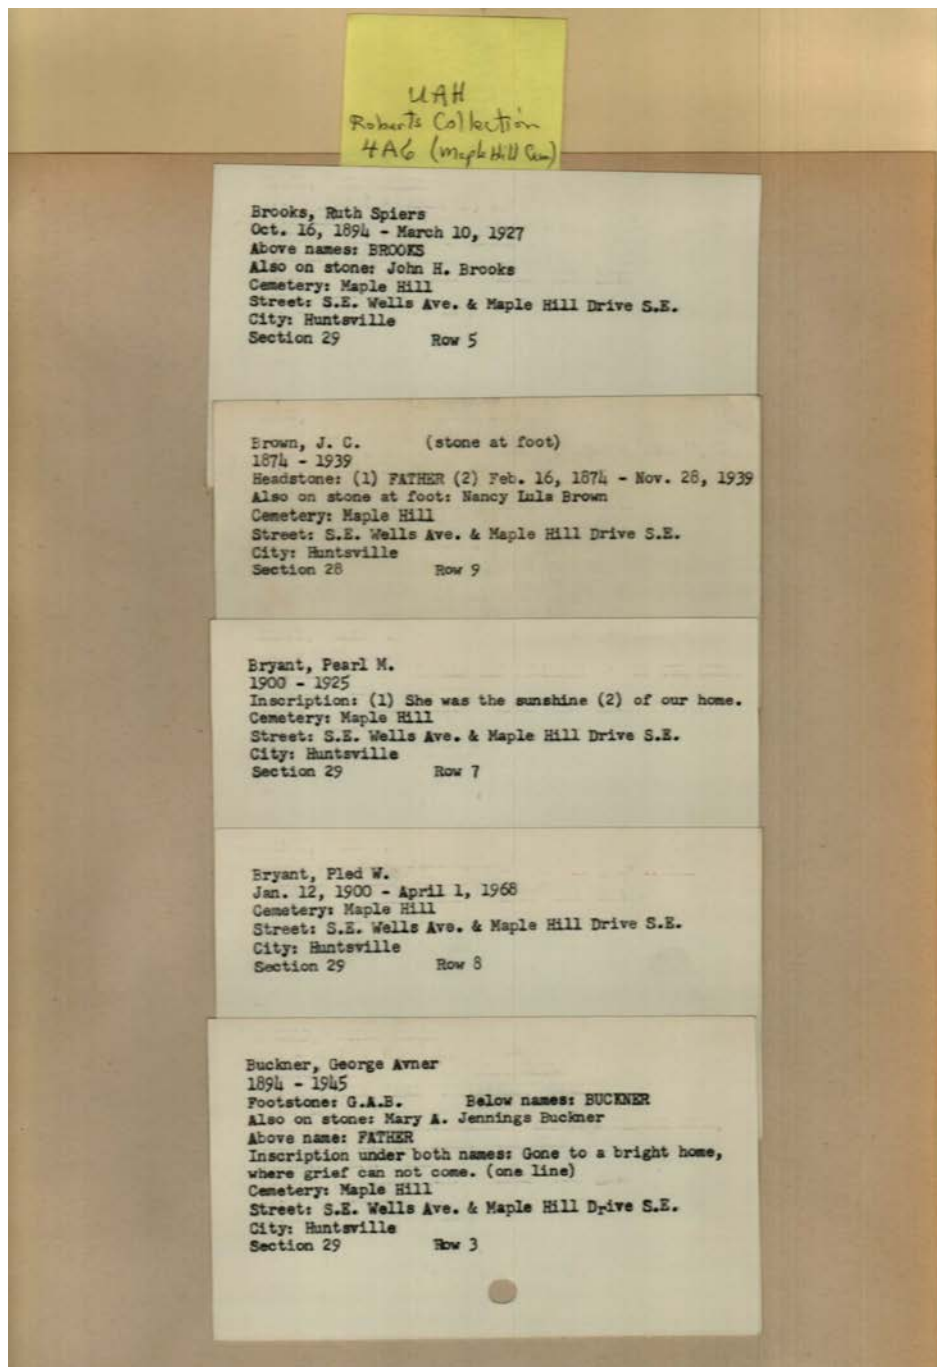 UAH
Roberts Collection
4A6 (Maple Hill Cem)
Brooks, Ruth Spiers
Oct. 16, 1894 - March 10, 1927
Above names: BROOKS
Also on stone: John H. Brooks
Cemetery: Maple Hill
Street: S.E. Wells Ave. & Maple Hill Drive S.E.
City: Huntsville
Section 29 Row 5
Brown, J. C. (stone at foot)
1874 - 1939
Headstone: (1) FATHER (2) Feb. 16, 1874 - Nov. 28, 1939
Also on stone at foot: Nancy Lula Brown
Cemetery: Maple Hill
Street: S.E. Wells Ave. & Maple Hill Drive S.E.
City: Huntsville
Section 28 Row 9
Bryant, Pearl M.
1900 - 1925
Inscription: (1) She was the sunshine (2) of our home.
Cemetery: Maple Hill
Street: S.E. Wells Ave. & Maple Hill Drive S.E.
City: Huntsville
Section 29 Row 7
Bryant, Pled W.
Jan. 12, 1900 - April 1, 1968
Cemetery: Maple Hill
Street: S.E. Wells Ave. & Maple Hill Drive S.E.
City: Huntsville
Section 29 Row 8
Buckner, George Avner
1894 - 1945
Footstone: G.A.B. Below names: BUCKNER
Also on stone: Mary A. Jennings Buckner
Above name: FATHER
Inscription under both names: Gone to a bright home,
where grief can not come. (one line)
Cemetery: Maple Hill
Street: S.E. Wells Ave. & Maple Hill Drive S.E.
City: Huntsville
Section 29 Row 3